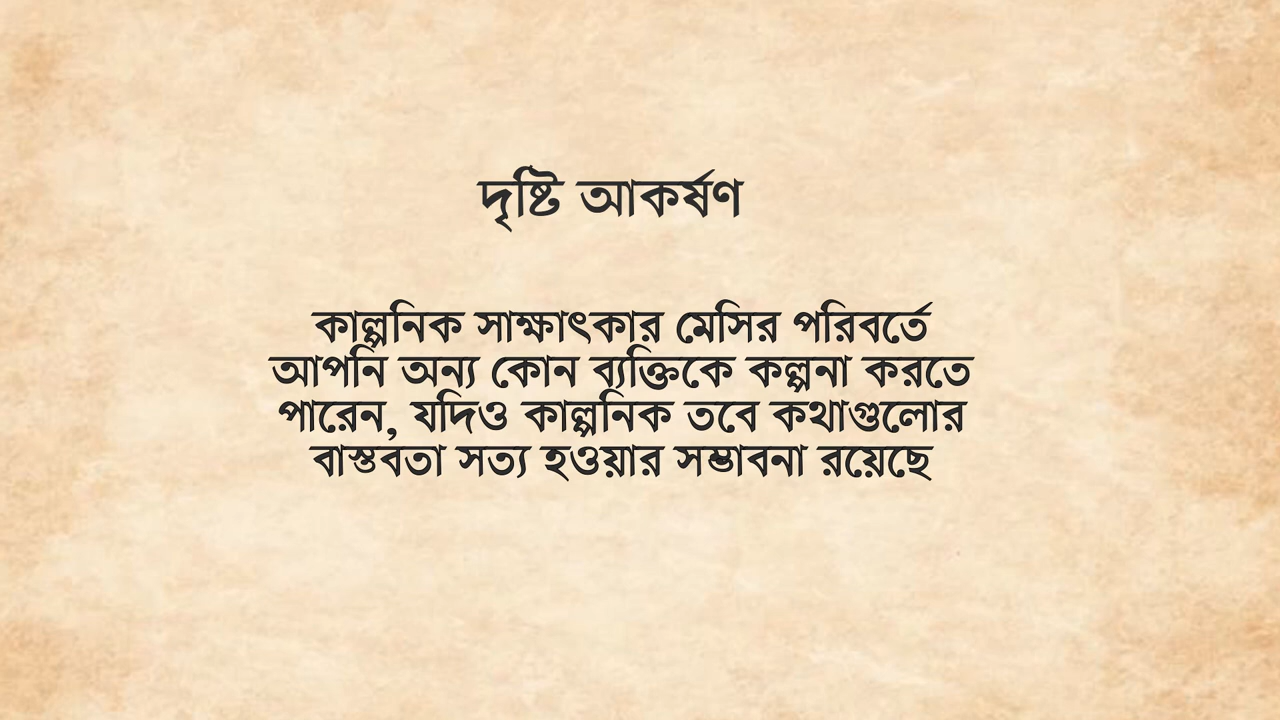 দৃষ্টি আকর্ষণ
কাল্পনিক সাক্ষাৎকার মেসির পরিবর্তে
আপনি অন্য কোন ব্যক্তিকে কল্পনা করতে
পারেন, যদিও কাল্পনিক তবে কথাগুলোর
বাস্তবতা সত্য হওয়ার সম্ভাবনা রয়েছে